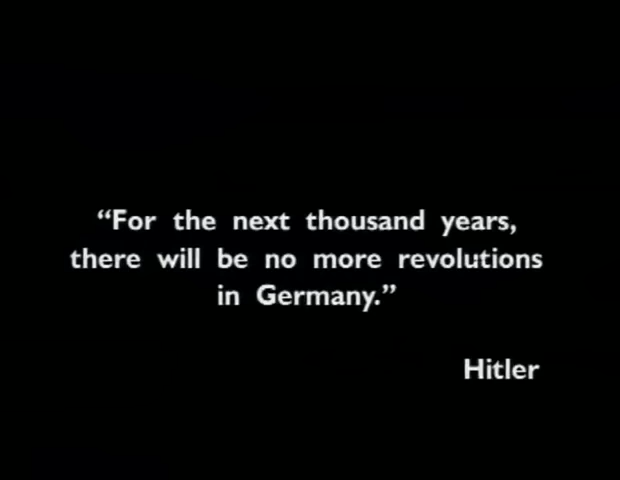 “For the next thousand years,
there will be no more revolutions
in Germany.”
Hitler